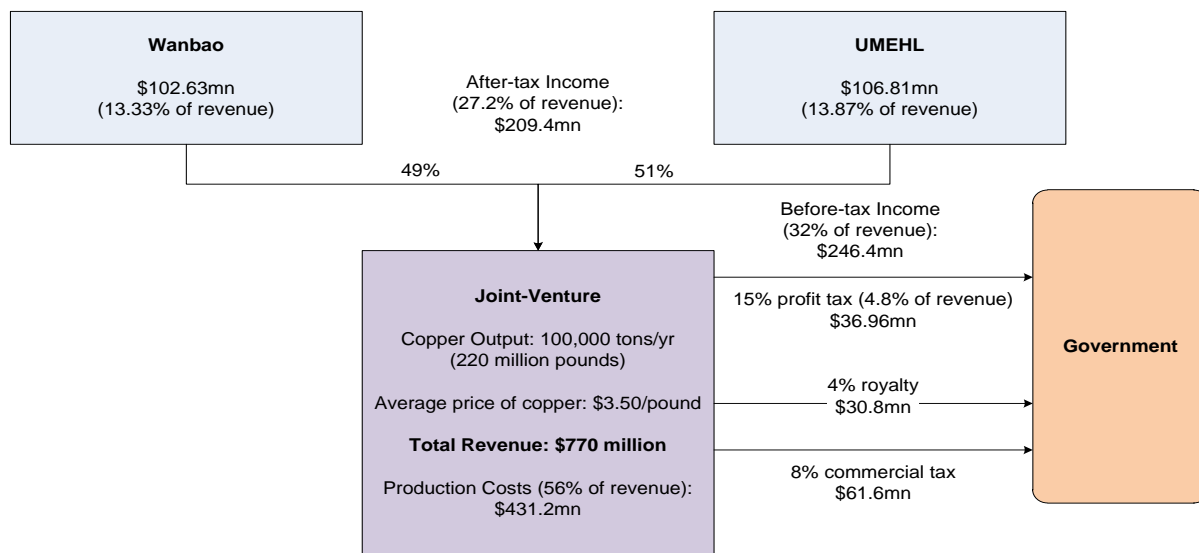 Wanbao
$102.63mn
(13.33% of revenue)
After-tax Income
(27.2% of revenue):
$209.4mn
UMEHL
$106.81mn
(13.87% of revenue)
49%
51%
Before-tax Income
(32% of revenue):
$246.4mn
Joint-Venture
Copper Output: 100,000 tons/yr
(220 million pounds)
Average price of copper: $3.50/pound
Total Revenue: $770 million
Production Costs (56% of revenue):
$431.2mn
15% profit tax (4.8% of revenue)
$36.96mn
4% royalty
$30.8mn
8% commercial tax
$61.6mn
Government